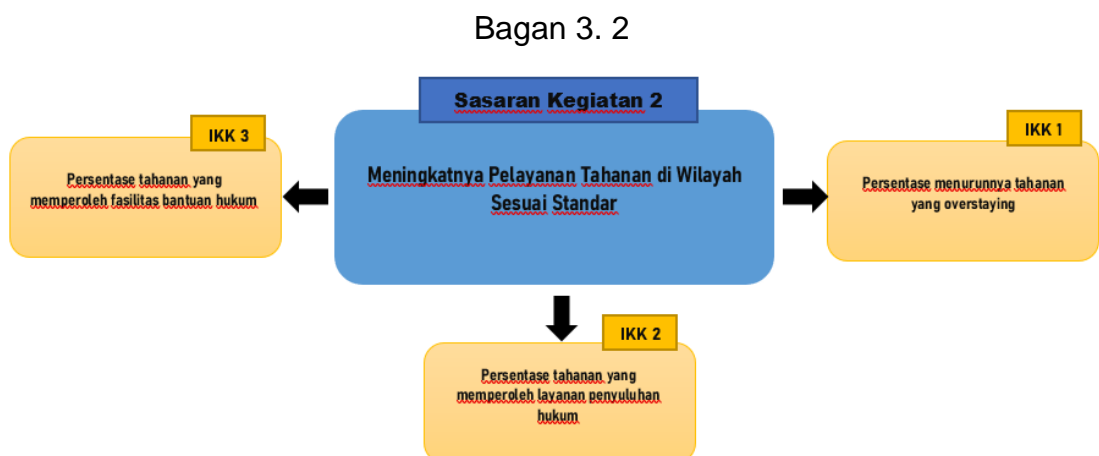 Bagan 3. 2
Sasaran Kegiatan 2
Meningkatnya Pelayanan Tahanan di Wilayah
Sesuai Standar
IKK 3
Persentase tahanan yang
memperoleh fasilitas bantuan hukum
IKK 1
Persentase menurunnya tahanan
yang overstaying
IKK 2
Persentase tahanan yang
memperoleh layanan penyuluhan
hukum